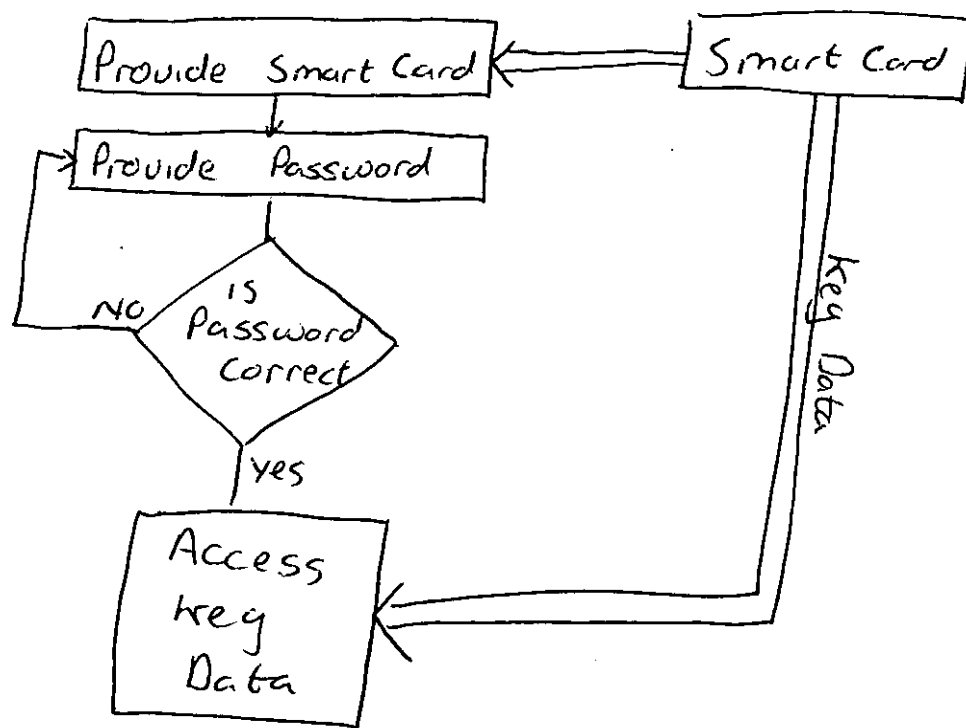 Provide Smart Card
Smart Card
Provide Password
NO
is
Password
Correct
Yes
Key Data
Access
Key
Data